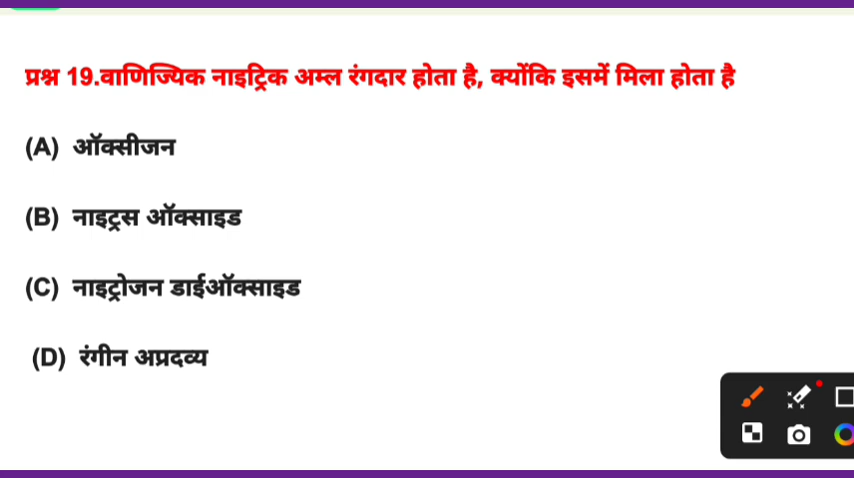 प्रश्न 19.वाणिज्यिक नाइट्रिक अम्ल रंगदार होता है, क्योंकि इसमें मिला होता है
(A) ऑक्सीजन
(B) नाइट्रस ऑक्साइड
(C) नाइट्रोजन डाईऑक्साइड
(D) रंगीन अप्रदव्य